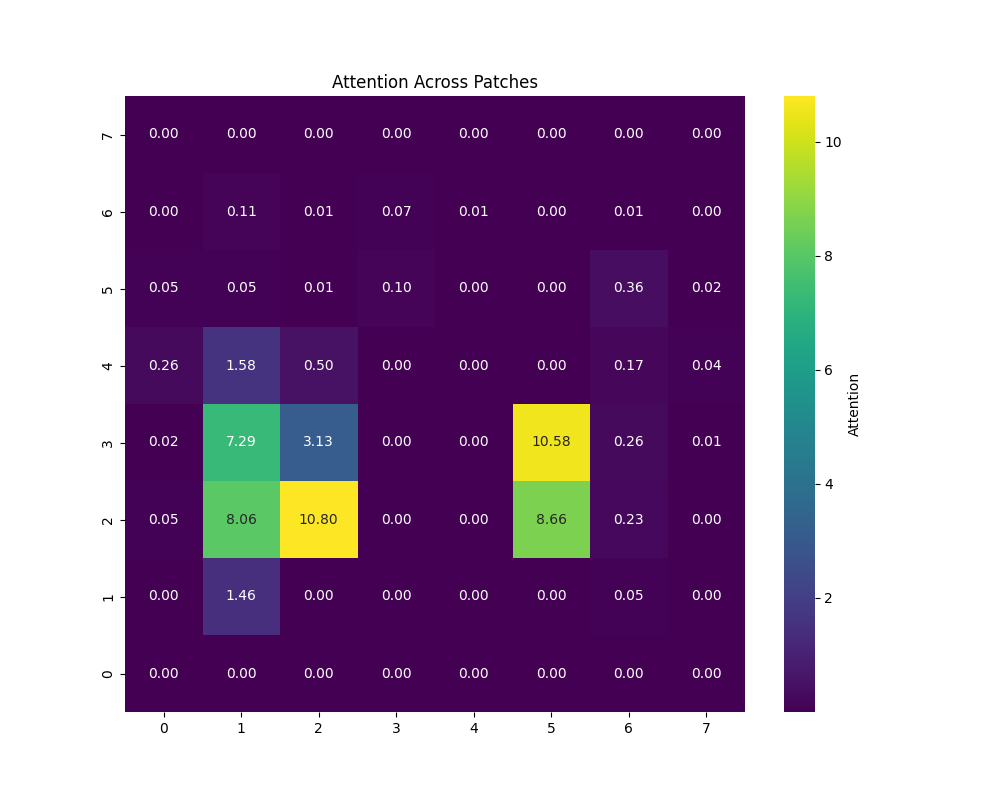 Attention Across Patches
7 0.00 0.00 0.00 0.00 0.00 0.00 0.00 0.00
6 0.00 0.11 0.01 0.07 0.01 0.00 0.01 0.00
5 0.05 0.05 0.01 0.10 0.00 0.00 0.36 0.02
4 0.26 1.58 0.50 0.00 0.00 0.00 0.17 0.04
3 0.02 7.29 3.13 0.00 0.00 10.58 0.26 0.01
2 0.05 8.06 10.80 0.00 0.00 8.66 0.23 0.00
1 0.00 1.46 0.00 0.00 0.00 0.00 0.05 0.00
0 0.00 0.00 0.00 0.00 0.00 0.00 0.00 0.00
0 1 2 3 4 5 6 7
10
8
6
4
2
Attention